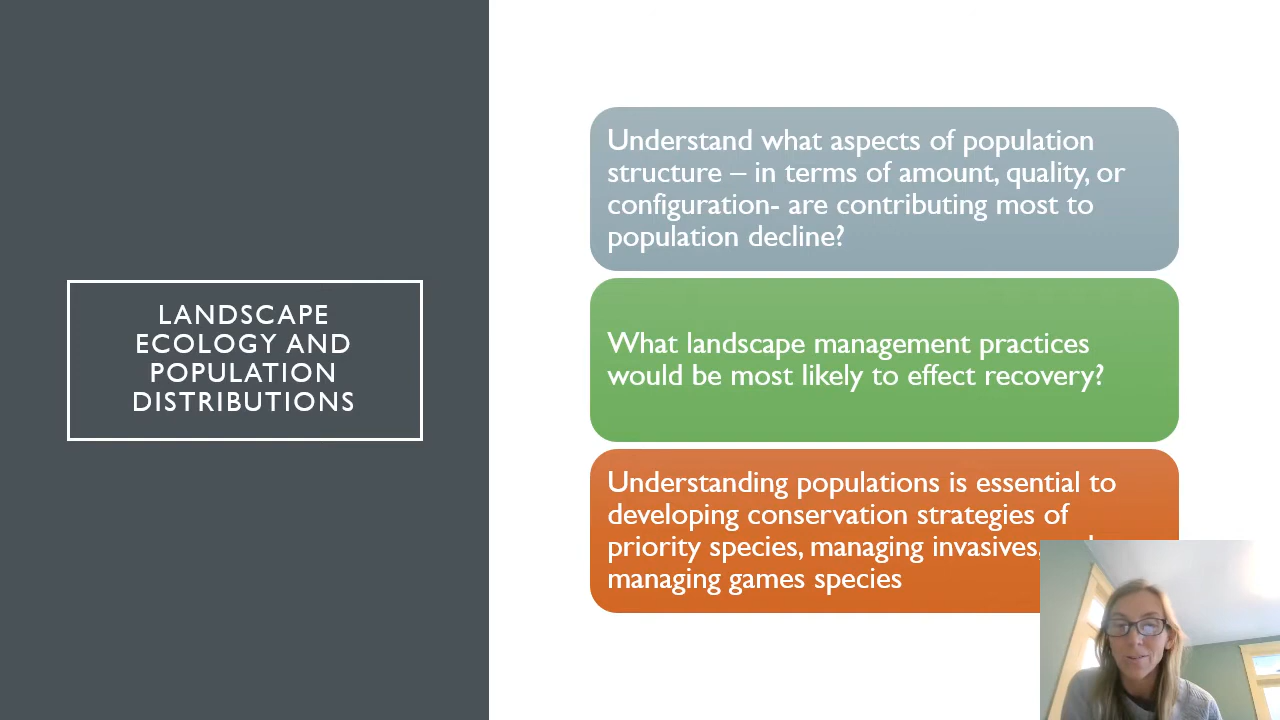 LANDSCAPE
ECOLOGY AND
POPULATION
DISTRIBUTIONS
Understand what aspects of population
structure – in terms of amount, quality, or
configuration- are contributing most to
population decline?
What landscape management practices
would be most likely to effect recovery?
Understanding populations is essential to
developing conservation strategies of
priority species, managing invasives,
managing games species